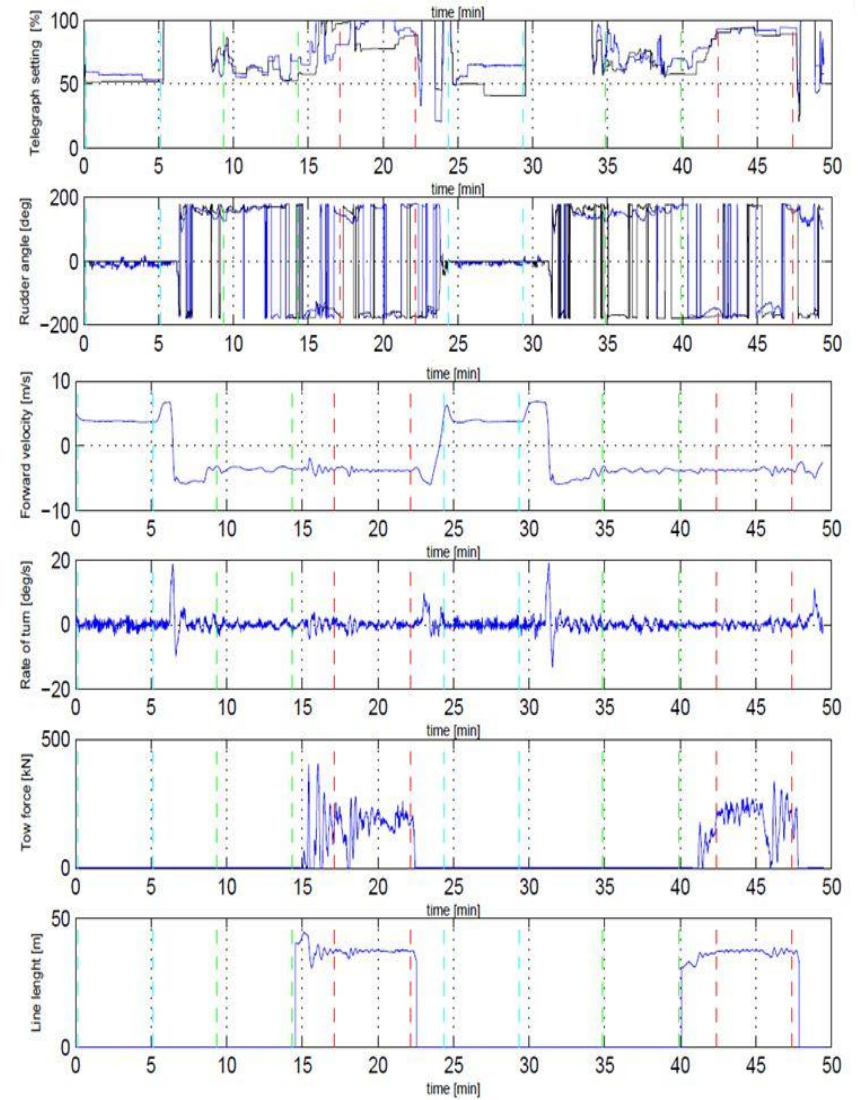 time [min]
Telegraph setting [%]
100
50
0
0 5 10 15 20 25 30 35 40 45 50
time [min]
Rudder angle [deg]
200
0
−200
0 5 10 15 20 25 30 35 40 45 50
time [min]
Forward velocity [m/s]
10
0
−10
0 5 10 15 20 25 30 35 40 45 50
time [min]
Rate of turn [deg/s]
20
0
−20
0 5 10 15 20 25 30 35 40 45 50
time [min]
Tow force [kN]
500
0
0 5 10 15 20 25 30 35 40 45 50
time [min]
Line lenght [m]
50
0
0 5 10 15 20 25 30 35 40 45 50
time [min]